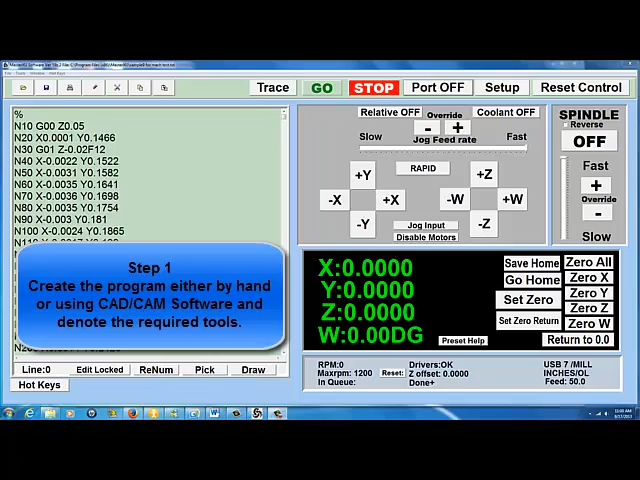 Trace
GO
STOP
Port OFF
Setup
Reset Control
%
N10 G00 Z0.05
N20 X0.0001 Y0.1466
N30 G01 Z-0.02F12
N40 X-0.0022 Y0.1522
N50 X-0.0031 Y0.1582
N60 X-0.0035 Y0.1641
N70 X-0.0036 Y0.1698
N80 X-0.0035 Y0.1754
N90 X-0.003 Y0.181
N100 X-0.0024 Y0.1865
Step 1
Create the program either by hand
or using CAD/CAM Software and
denote the required tools.
Line:0
Edit Locked
ReNum
Pick
Draw
Hot Keys
Relative OFF
Override
Coolant OFF
-
+
Slow
Jog Feed rate
Fast
RAPID
+Y
-X
+X
-Y
+Z
-W
+W
-Z
Jog Input
Disable Motors
SPINDLE
Reverse
OFF
Fast
+
Override
-
Slow
X:0.0000
Y:0.0000
Z:0.0000
W:0.00DG
Preset Help
Save Home
Go Home
Set Zero
Set Zero Return
Zero All
Zero X
Zero Y
Zero Z
Zero W
Return to 0.0
RPM:0
Maxrpm: 1200
In Queue:
Reset:
Drivers:OK
Z offset: 0.0000
Done+
USB 7 /MILL
INCHES/OL
Feed: 50.0